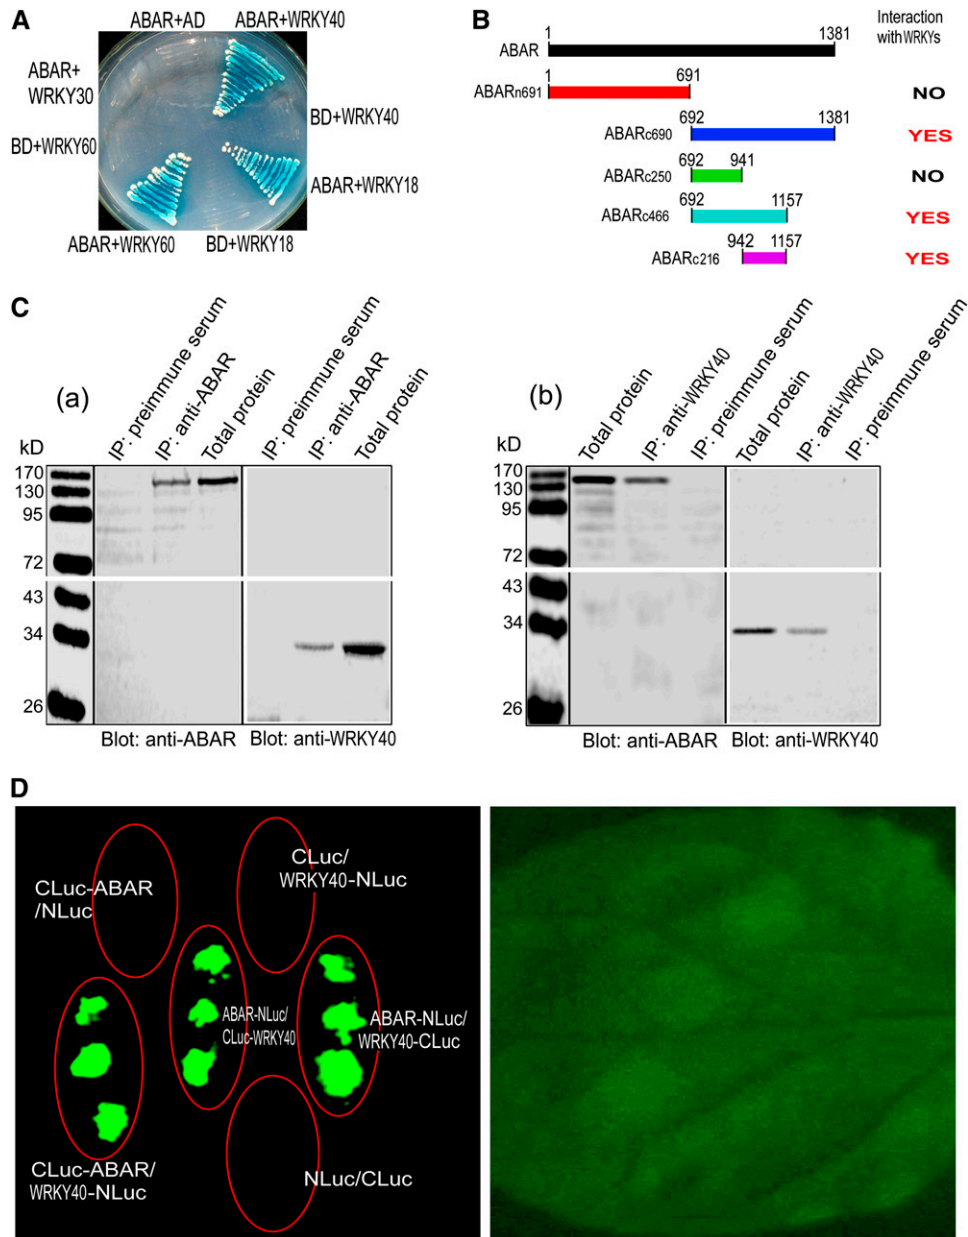 A
ABAR+AD
ABAR+WRKY40
ABAR+
WRKY30
BD+WRKY40
BD+WRKY60
ABAR+WRKY18
ABAR+WRKY60
BD+WRKY18
B
Interaction
with WRKYs
1
1381
ABAR
1
691
ABARn691
NO
692
1381
ABARc690
YES
692
941
ABARc250
NO
692
1157
ABARc466
YES
942
1157
ABARc216
YES
C
(a)
IP: preimmune serum
IP: anti-ABAR
Total protein
IP: preimmune serum
IP: anti-ABAR
Total protein
kD
170
130
95
72
43
34
26
Blot: anti-ABAR
Blot: anti-WRKY40
(b)
Total protein
IP: anti-WRKY40
IP: preimmune serum
Total protein
IP: anti-WRKY40
IP: preimmune serum
kD
170
130
95
72
43
34
26
Blot: anti-ABAR
Blot: anti-WRKY40
D
CLuc-ABAR
/NLuc
CLuc/
WRKY40-NLuc
ABAR-NLuc/
CLuc-WRKY40
ABAR-NLuc/
WRKY40-CLuc
CLuc-ABAR/
WRKY40-NLuc
NLuc/CLuc